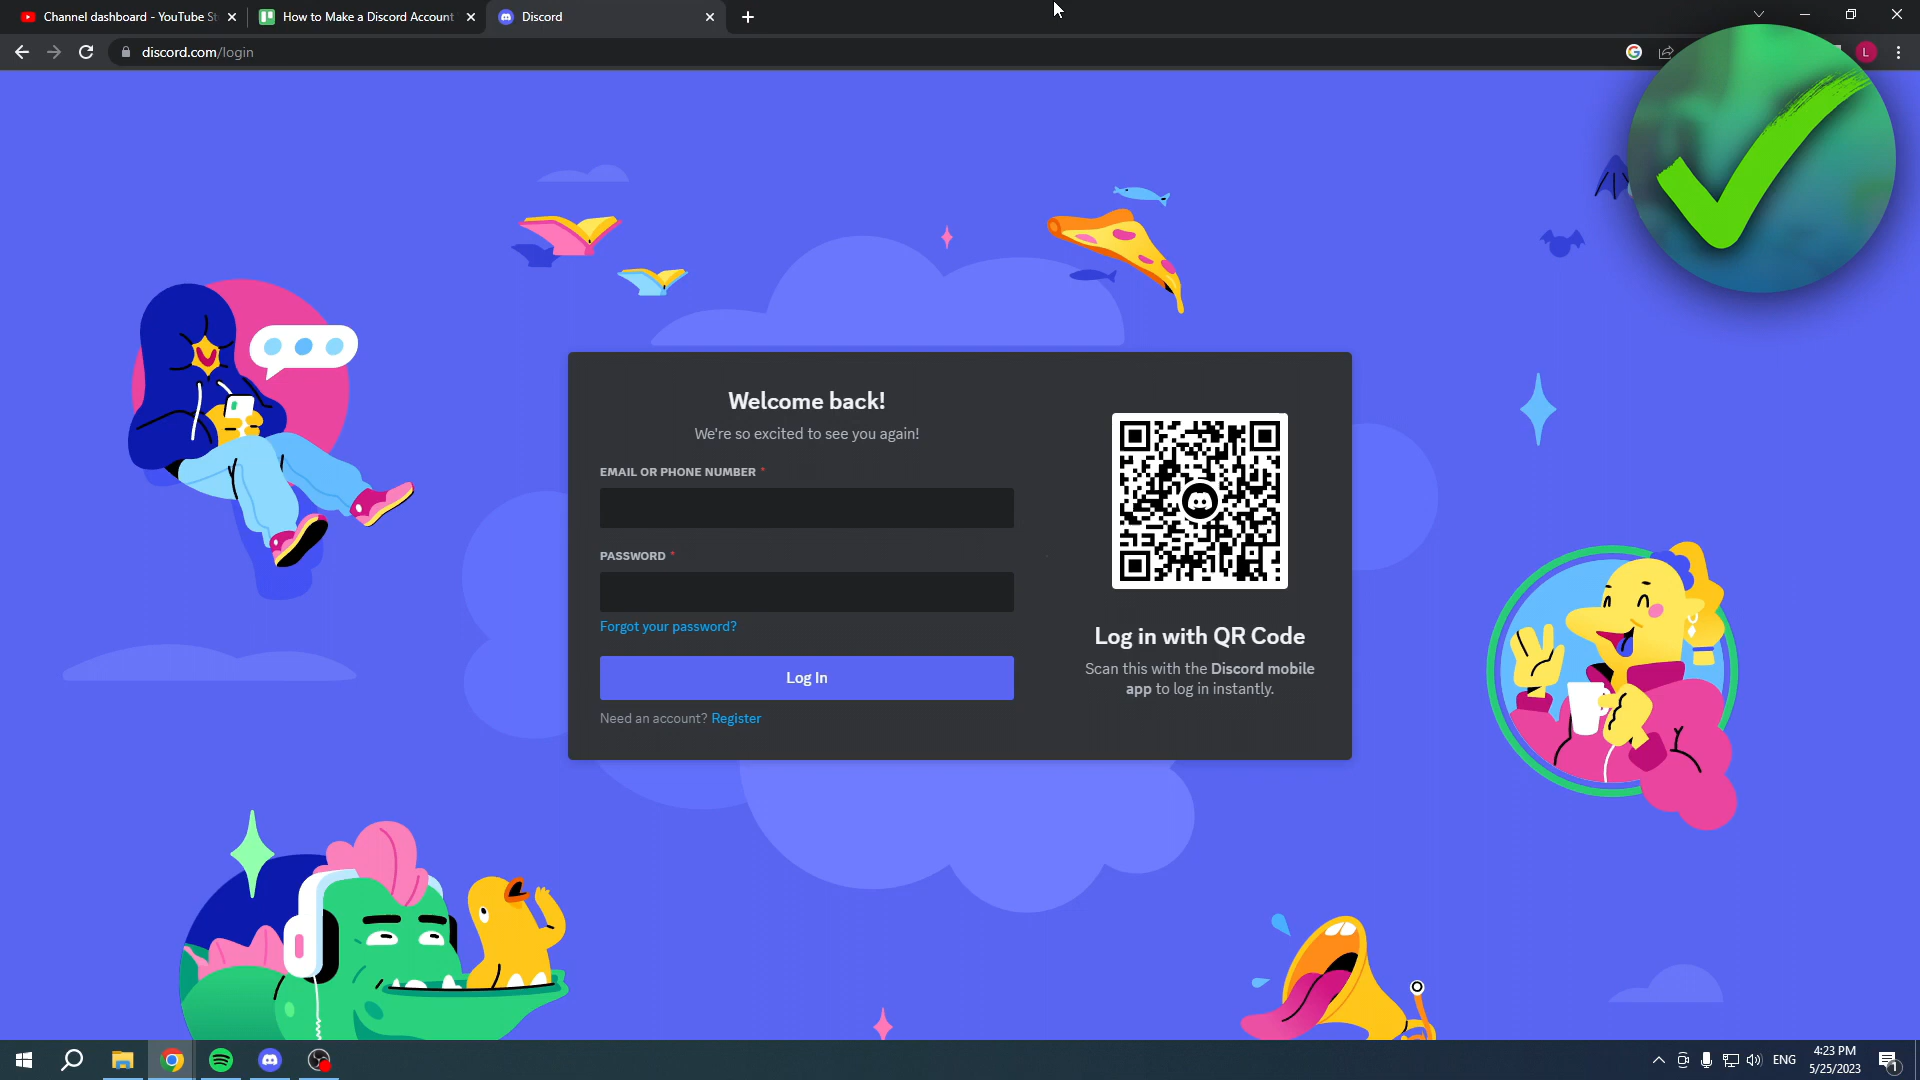 Channel dashboard - YouTube St
How to Make a Discord Account
Discord
discord.com/login
L
Welcome back!
We're so excited to see you again!
EMAIL OR PHONE NUMBER *
PASSWORD *
Forgot your password?
Log In
Need an account? Register
Log in with QR Code
Scan this with the Discord mobile
app to log in instantly.
ENG
4:23 PM
5/25/2023
1